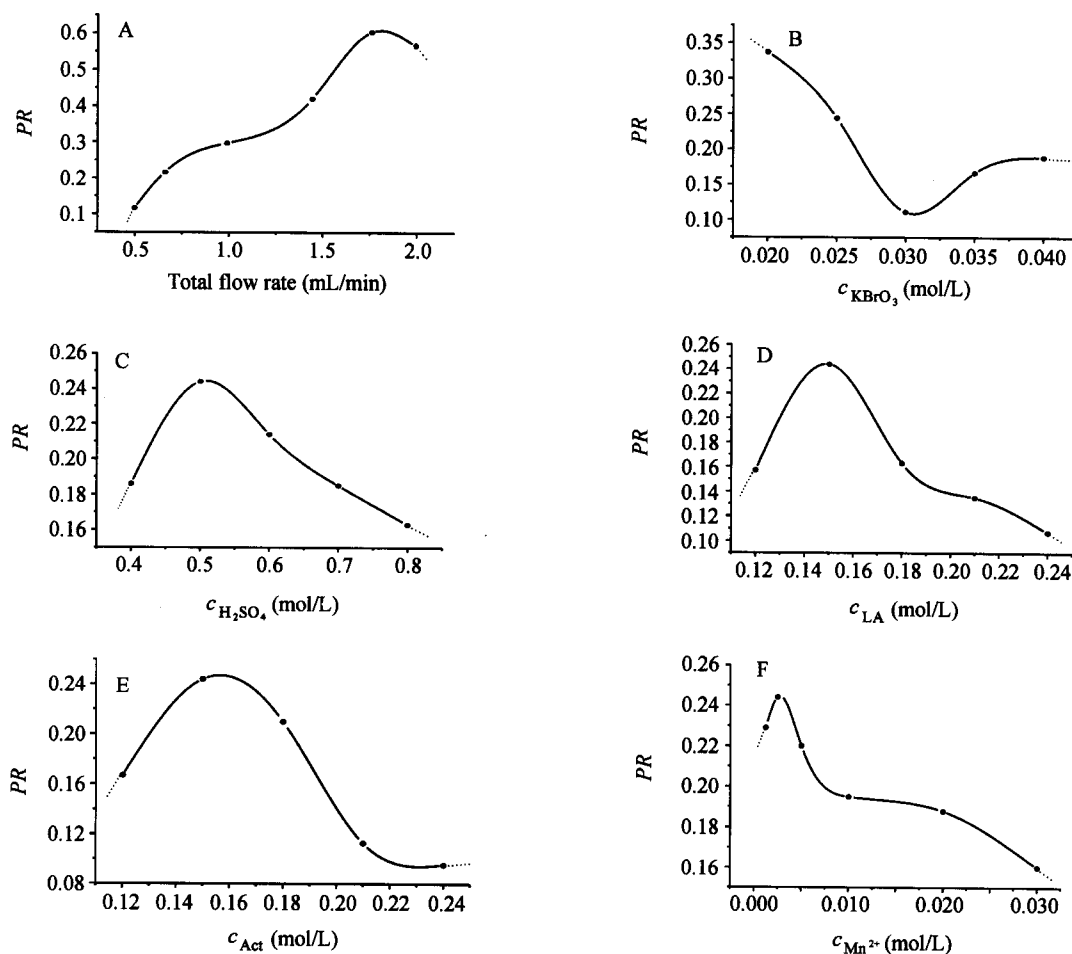 A
PR
0.6
0.5
0.4
0.3
0.2
0.1
0.5 1.0 1.5 2.0
Total flow rate (mL/min)
B
PR
0.35
0.30
0.25
0.20
0.15
0.10
0.020 0.025 0.030 0.035 0.040
c KBrO₃ (mol/L)
C
PR
0.26
0.24
0.22
0.20
0.18
0.16
0.4 0.5 0.6 0.7 0.8
c H₂SO₄ (mol/L)
D
PR
0.26
0.24
0.22
0.20
0.18
0.16
0.14
0.12
0.10
0.12 0.14 0.16 0.18 0.20 0.22 0.24
c LA (mol/L)
E
PR
0.24
0.20
0.16
0.12
0.08
0.12 0.14 0.16 0.18 0.20 0.22 0.24
c Act (mol/L)
F
PR
0.26
0.24
0.22
0.20
0.18
0.16
0.000 0.010 0.020 0.030
c Mn²⁺ (mol/L)